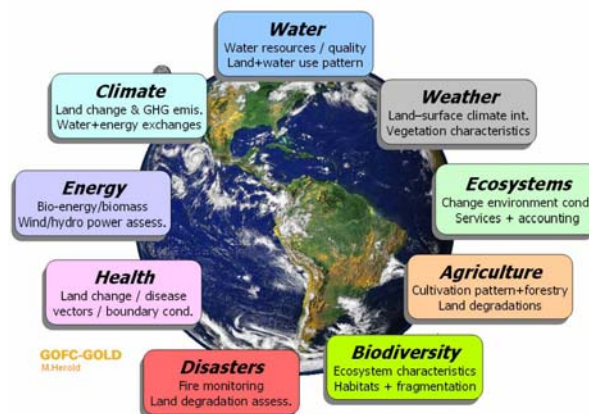 Water
Water resources / quality
Land+water use pattern
Climate
Land change & GHG emis.
Water+energy exchanges
Weather
Land–surface climate int.
Vegetation characteristics
Energy
Bio-energy/biomass
Wind/hydro power assess.
Ecosystems
Change environment cond.
Services + accounting
Health
Land change / disease
vectors / boundary cond.
Agriculture
Cultivation pattern+forestry
Land degradations
Disasters
Fire monitoring
Land degradation assess.
Biodiversity
Ecosystem characteristics
Habitats + fragmentation
GOFC-GOLD
M.Herold